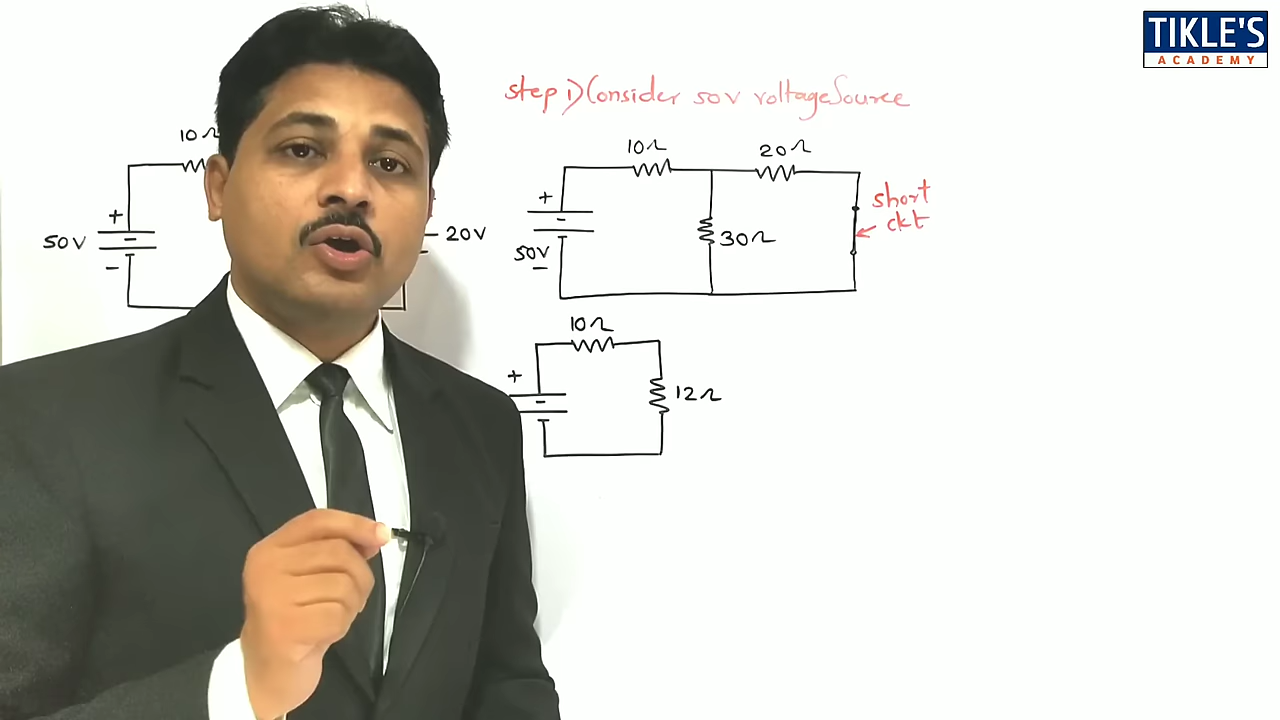 TIKLE'S
ACADEMY
step 1) Consider 50V voltage Source
10Ω
+
50V
-
20V
10Ω
20Ω
+
50V
-
30Ω
short
ckt
10Ω
+
12Ω